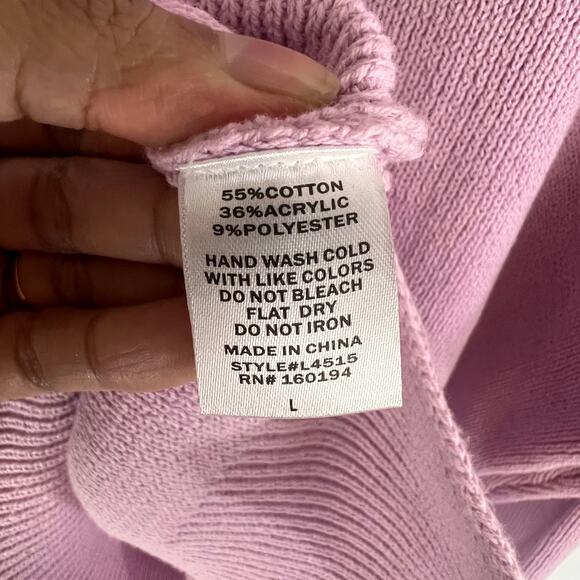 55%COTTON
36%ACRYLIC
9%POLYESTER
HAND WASH COLD
WITH LIKE COLORS
DO NOT BLEACH
FLAT DRY
DO NOT IRON
MADE IN CHINA
STYLE#L4515
RN# 160194
L